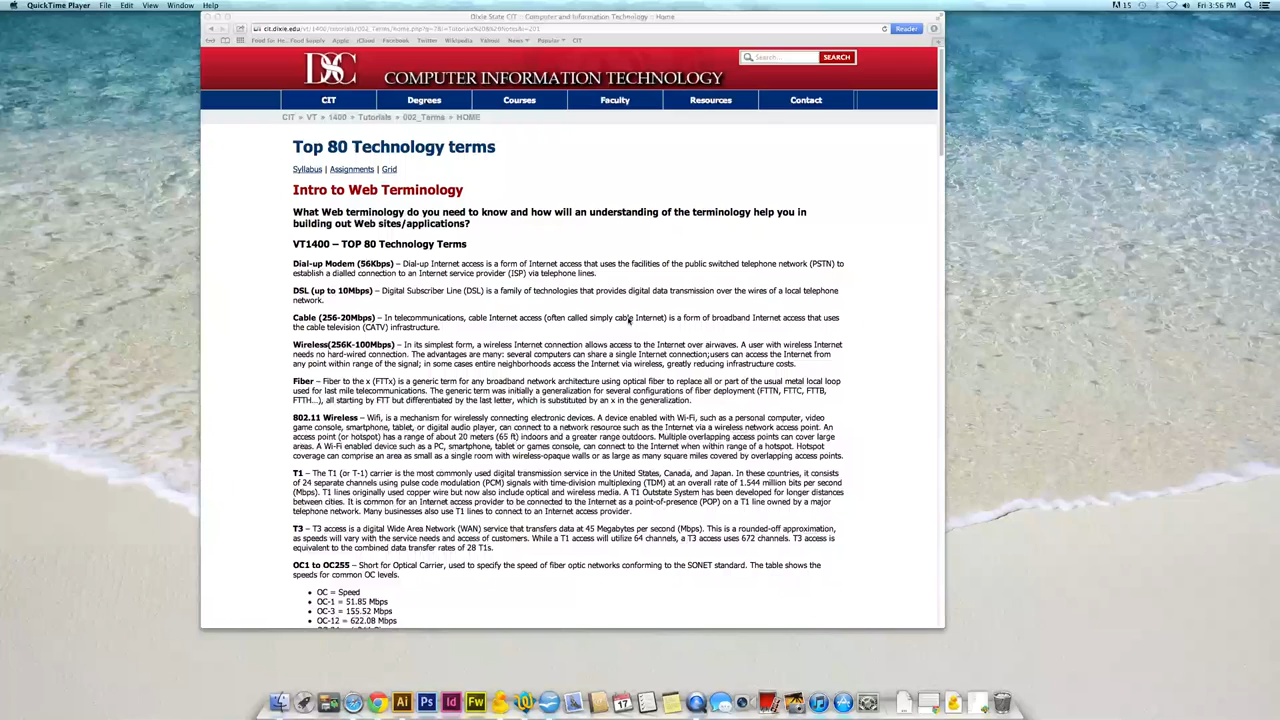 QuickTime Player File Edit View Window Help
15 Fri 3:56 PM
Dixie State CIT :: Computer and Information Technology :: Home
Reader
Apply iCloud Facebook Twitter Wikipedia Yahoo! News Popular CIT
DSC COMPUTER INFORMATION TECHNOLOGY
Search... SEARCH
CIT Degrees Courses Faculty Resources Contact
CIT » VT » 1400 » Tutorials » 002_Terms » HOME
Top 80 Technology terms
Syllabus | Assignments | Grid
Intro to Web Terminology
What Web terminology do you need to know and how will an understanding of the terminology help you in
building out Web sites/applications?
VT1400 – TOP 80 Technology Terms
Dial-up Modem (56Kbps) – Dial-up Internet access is a form of Internet access that uses the facilities of the public switched telephone network (PSTN) to
establish a dialled connection to an Internet service provider (ISP) via telephone lines.
DSL (up to 10Mbps) – Digital Subscriber Line (DSL) is a family of technologies that provides digital data transmission over the wires of a local telephone
network.
Cable (256-20Mbps) – In telecommunications, cable Internet access (often called simply cable Internet) is a form of broadband Internet access that uses
the cable television (CATV) infrastructure.
Wireless(256K-100Mbps) – In its simplest form, a wireless Internet connection allows access to the Internet over airwaves. A user with wireless Internet
needs no hard-wired connection. The advantages are many: several computers can share a single Internet connection;users can access the Internet from
any point within range of the signal; in some cases entire neighborhoods access the Internet via wireless, greatly reducing infrastructure costs.
Fiber – Fiber to the x (FTTx) is a generic term for any broadband network architecture using optical fiber to replace all or part of the usual metal local loop
used for last mile telecommunications. The generic term was initially a generalization for several configurations of fiber deployment (FTTN, FTTC, FTTB,
FTTH...), all starting by FTT but differentiated by the last letter, which is substituted by an x in the generalization.
802.11 Wireless – Wifi, is a mechanism for wirelessly connecting electronic devices. A device enabled with Wi-Fi, such as a personal computer, video
game console, smartphone, tablet, or digital audio player, can connect to a network resource such as the Internet via a wireless network access point. An
access point (or hotspot) has a range of about 20 meters (65 ft) indoors and a greater range outdoors. Multiple overlapping access points can cover large
areas. A Wi-Fi enabled device such as a PC, smartphone, tablet or games console, can connect to the Internet when within range of a hotspot. Hotspot
coverage can comprise an area as small as a single room with wireless-opaque walls or as large as many square miles covered by overlapping access points.
T1 – The T1 (or T-1) carrier is the most commonly used digital transmission service in the United States, Canada, and Japan. In these countries, it consists
of 24 separate channels using pulse code modulation (PCM) signals with time-division multiplexing (TDM) at an overall rate of 1.544 million bits per second
(Mbps). T1 lines originally used copper wire but now also include optical and wireless media. A T1 Outstate System has been developed for longer distances
between cities. It is common for an Internet access provider to be connected to the Internet as a point-of-presence (POP) on a T1 line owned by a major
telephone network. Many businesses also use T1 lines to connect to an Internet access provider.
T3 – T3 access is a digital Wide Area Network (WAN) service that transfers data at 45 Megabytes per second (Mbps). This is a rounded-off approximation,
as speeds will vary with the service needs and access of customers. While a T1 access will utilize 64 channels, a T3 access uses 672 channels. T3 access is
equivalent to the combined data transfer rates of 28 T1s.
OC1 to OC255 – Short for Optical Carrier, used to specify the speed of fiber optic networks conforming to the SONET standard. The table shows the
speeds for common OC levels.
• OC = Speed
• OC-1 = 51.85 Mbps
• OC-3 = 155.52 Mbps
• OC-12 = 622.08 Mbps
Ai Ps Id Fw 17